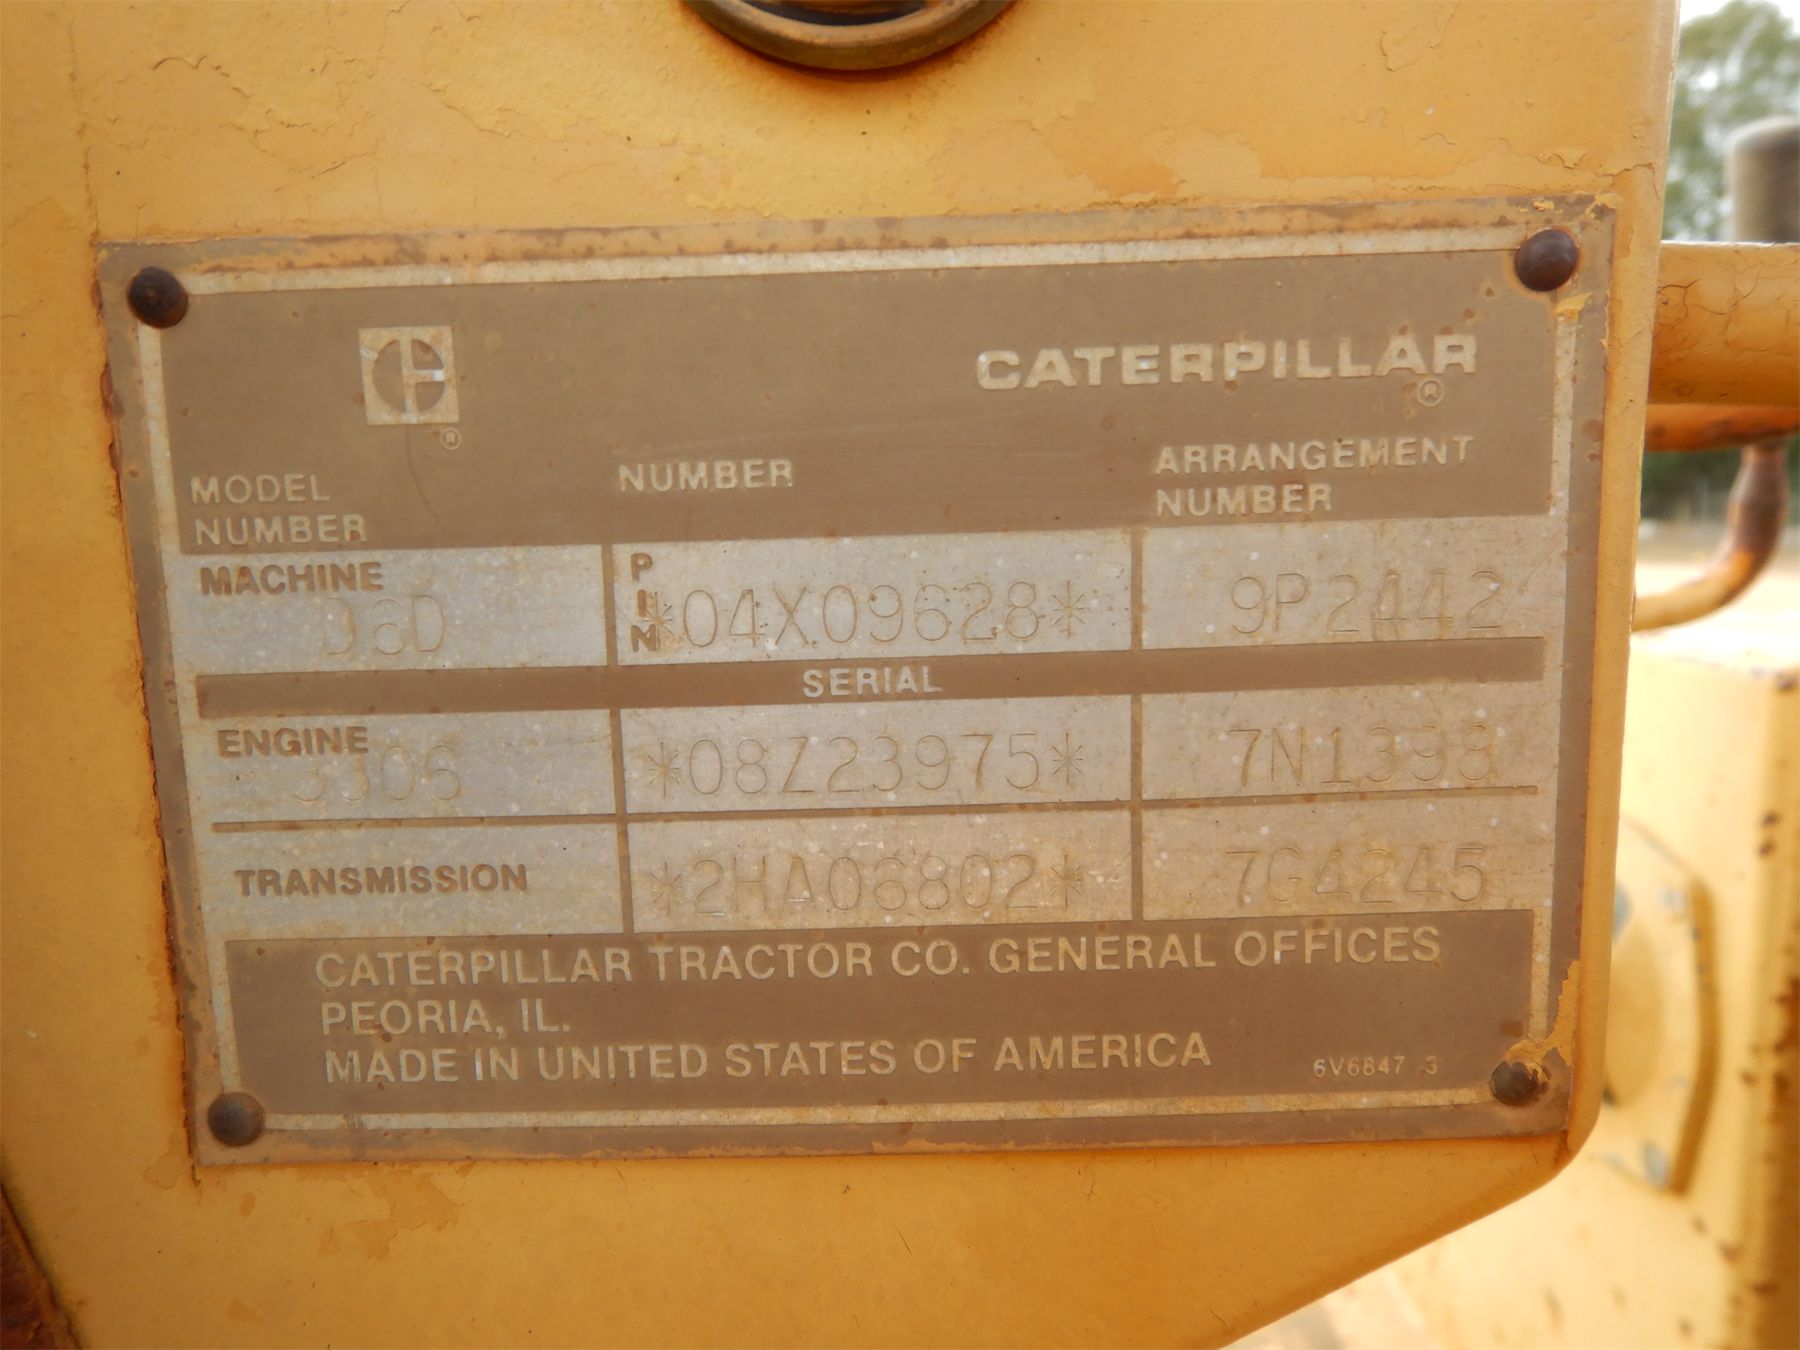 CATERPILLAR
®
®
MODEL NUMBER
NUMBER
ARRANGEMENT NUMBER
MACHINE
D6D
PIN
*04X09628*
9P2442
SERIAL
ENGINE
3306
*08Z23975*
7N1398
TRANSMISSION
*2HA06802*
7G4245
CATERPILLAR TRACTOR CO. GENERAL OFFICES
PEORIA, IL.
MADE IN UNITED STATES OF AMERICA
6V6847 3